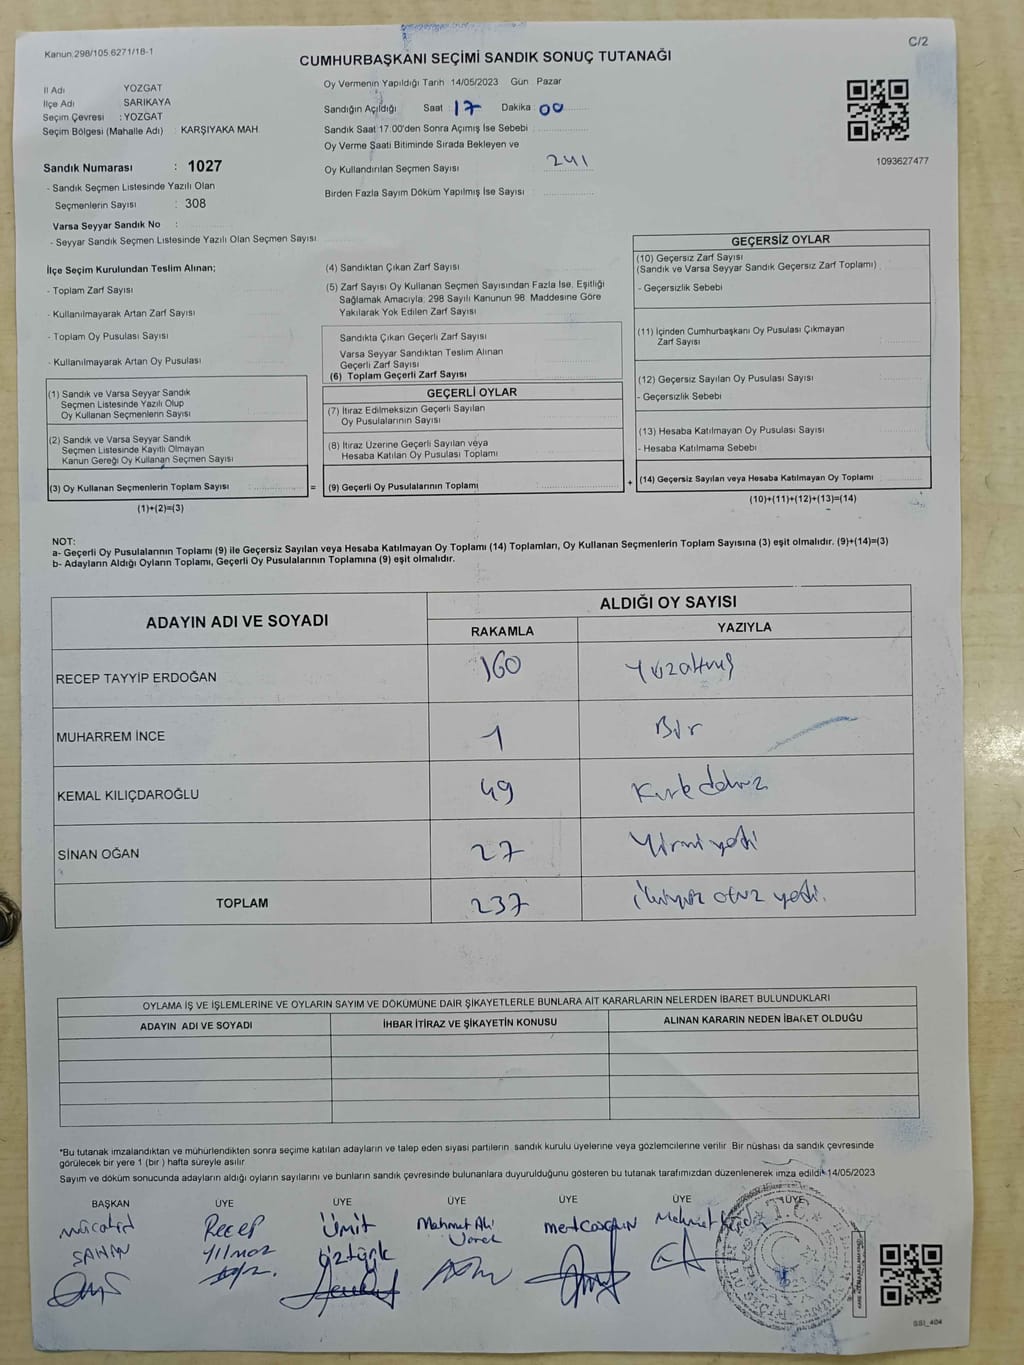 Kanun.298/105.6271/18-1
C/2
CUMHURBAŞKANI SEÇİMİ SANDIK SONUÇ TUTANAĞI
İl Adı YOZGAT
İlçe Adı SARIKAYA
Seçim Çevresi : YOZGAT
Seçim Bölgesi (Mahalle Adı) : KARŞIYAKA MAH.
Sandık Numarası : 1027
- Sandık Seçmen Listesinde Yazılı Olan
Seçmenlerin Sayısı : 308
Varsa Seyyar Sandık No :
- Seyyar Sandık Seçmen Listesinde Yazılı Olan Seçmen Sayısı
Oy Vermenin Yapıldığı Tarih 14/05/2023 Gün Pazar
Sandığın Açıldığı Saat 17 Dakika 00
Sandık Saat 17:00'den Sonra Açılmış İse Sebebi
Oy Verme Saati Bitiminde Sırada Bekleyen ve
Oy Kullandırılan Seçmen Sayısı 241
Birden Fazla Sayım Döküm Yapılmış İse Sayısı
1093627477
İlçe Seçim Kurulundan Teslim Alınan;
- Toplam Zarf Sayısı
- Kullanılmayarak Artan Zarf Sayısı
- Toplam Oy Pusulası Sayısı
- Kullanılmayarak Artan Oy Pusulası
(1) Sandık ve Varsa Seyyar Sandık
Seçmen Listesinde Yazılı Olup
Oy Kullanan Seçmenlerin Sayısı
(2) Sandık ve Varsa Seyyar Sandık
Seçmen Listesinde Kayıtlı Olmayan
Kanun Gereği Oy Kullanan Seçmen Sayısı
(3) Oy Kullanan Seçmenlerin Toplam Sayısı
(1)+(2)=(3)
(4) Sandıktan Çıkan Zarf Sayısı
(5) Zarf Sayısı Oy Kullanan Seçmen Sayısından Fazla İse, Eşitliği
Sağlamak Amacıyla, 298 Sayılı Kanunun 98. Maddesine Göre
Yakılarak Yok Edilen Zarf Sayısı
Sandıkta Çıkan Geçerli Zarf Sayısı
Varsa Seyyar Sandıktan Teslim Alınan
Geçerli Zarf Sayısı
(6) Toplam Geçerli Zarf Sayısı
GEÇERLİ OYLAR
(7) İtiraz Edilmeksizin Geçerli Sayılan
Oy Pusulalarının Sayısı
(8) İtiraz Üzerine Geçerli Sayılan veya
Hesaba Katılan Oy Pusulası Toplamı
= (9) Geçerli Oy Pusulalarının Toplamı
GEÇERSİZ OYLAR
(10) Geçersiz Zarf Sayısı
(Sandık ve Varsa Seyyar Sandık Geçersiz Zarf Toplamı)
- Geçersizlik Sebebi
(11) İçinden Cumhurbaşkanı Oy Pusulası Çıkmayan
Zarf Sayısı
(12) Geçersiz Sayılan Oy Pusulası Sayısı
- Geçersizlik Sebebi
(13) Hesaba Katılmayan Oy Pusulası Sayısı
- Hesaba Katılmama Sebebi
+ (14) Geçersiz Sayılan veya Hesaba Katılmayan Oy Toplamı
(10)+(11)+(12)+(13)=(14)
NOT:
a- Geçerli Oy Pusulalarının Toplamı (9) ile Geçersiz Sayılan veya Hesaba Katılmayan Oy Toplamı (14) Toplamları, Oy Kullanan Seçmenlerin Toplam Sayısına (3) eşit olmalıdır. (9)+(14)=(3)
b- Adayların Aldığı Oyların Toplamı, Geçerli Oy Pusulalarının Toplamına (9) eşit olmalıdır.
ADAYIN ADI VE SOYADI ALDIĞI OY SAYISI
RAKAMLA YAZIYLA
RECEP TAYYİP ERDOĞAN 160 Yüzaltmış
MUHARREM İNCE 1 Bir
KEMAL KILIÇDAROĞLU 49 Kırkdokuz
SİNAN OĞAN 27 Yirmiyedi
TOPLAM 237 ikiyüz otuz yedi.
OYLAMA İŞ VE İŞLEMLERİNE VE OYLARIN SAYIM VE DÖKÜMÜNE DAİR ŞİKAYETLERLE BUNLARA AİT KARARLARIN NELERDEN İBARET BULUNDUKLARI
ADAYIN ADI VE SOYADI İHBAR İTİRAZ VE ŞİKAYETİN KONUSU ALINAN KARARIN NEDEN İBARET OLDUĞU
*Bu tutanak imzalandıktan ve mühürlendikten sonra seçime katılan adayların ve talep eden siyasi partilerin sandık kurulu üyelerine veya gözlemcilerine verilir. Bir nüshası da sandık çevresinde
görülecek bir yere 1 (bir) hafta süreyle asılır.
Sayım ve döküm sonucunda adayların aldığı oyların sayılarını ve bunların sandık çevresinde bulunanlara duyurulduğunu gösteren bu tutanak tarafımızdan düzenlenerek imza edildi. 14/05/2023
BAŞKAN ÜYE ÜYE ÜYE ÜYE ÜYE ÜYE
Mücahit Recep Ümit Mahmut Ali Mert Coşkun Mehmet
ŞAHİN YILMAZ Öztürk
T.C.
GSI_404